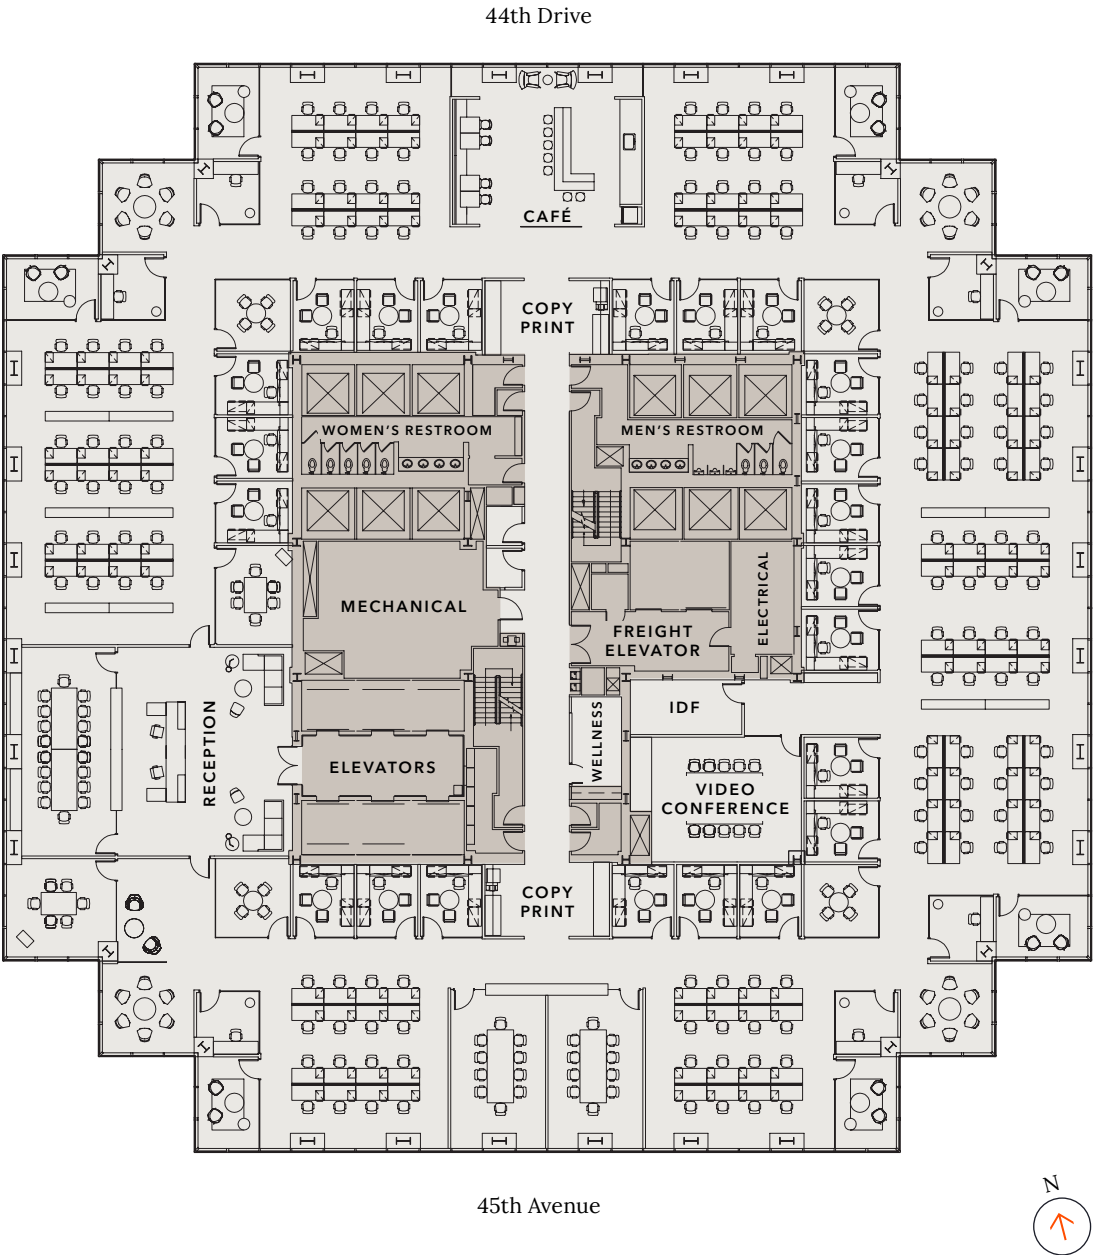 44th Drive
CAFÉ
COPY
PRINT
WOMEN'S RESTROOM
MEN'S RESTROOM
MECHANICAL
FREIGHT
ELEVATOR
ELECTRICAL
RECEPTION
ELEVATORS
WELLNESS
IDF
VIDEO
CONFERENCE
COPY
PRINT
45th Avenue
N